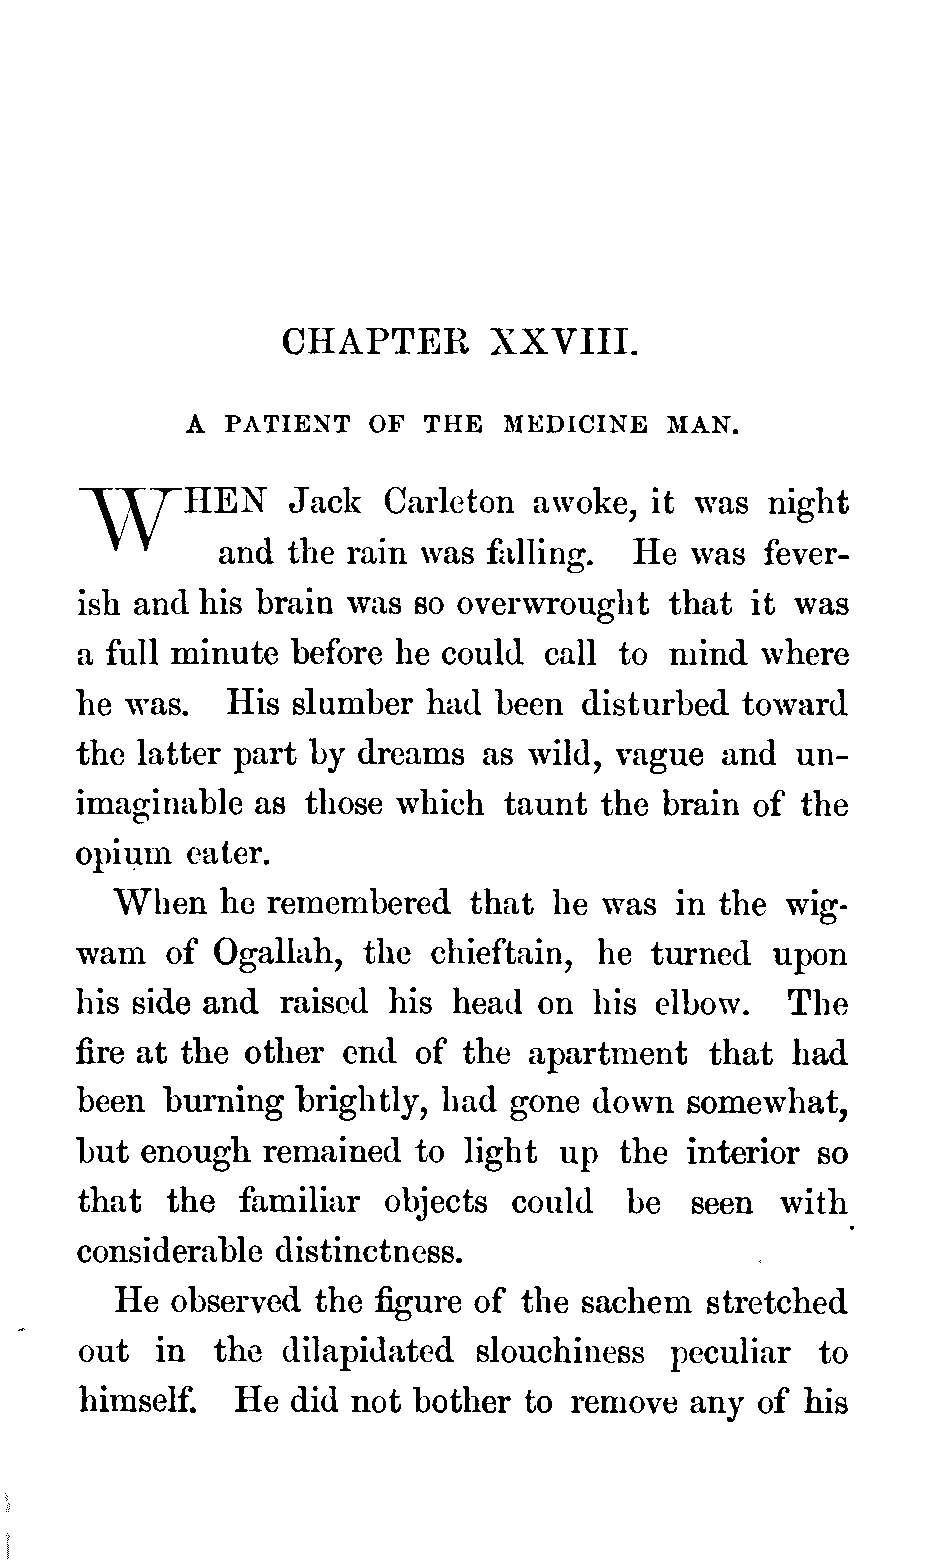 CHAPTER XXVIII.
A PATIENT OF THE MEDICINE MAN.
WHEN Jack Carleton awoke, it was night
and the rain was falling. He was fever-
ish and his brain was so overwrought that it was
a full minute before he could call to mind where
he was. His slumber had been disturbed toward
the latter part by dreams as wild, vague and un-
imaginable as those which taunt the brain of the
opium eater.
When he remembered that he was in the wig-
wam of Ogallah, the chieftain, he turned upon
his side and raised his head on his elbow. The
fire at the other end of the apartment that had
been burning brightly, had gone down somewhat,
but enough remained to light up the interior so
that the familiar objects could be seen with
considerable distinctness.
He observed the figure of the sachem stretched
out in the dilapidated slouchiness peculiar to
himself. He did not bother to remove any of his